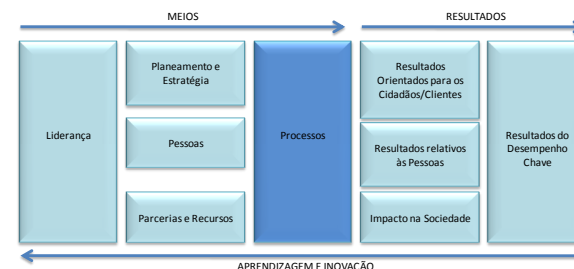 MEIOS
RESULTADOS
Liderança
Planeamento e
Estratégia
Pessoas
Parcerias e Recursos
Processos
Resultados
Orientados para os
Cidadãos/Clientes
Resultados relativos
às Pessoas
Impacto na Sociedade
Resultados do
Desempenho
Chave
APRENDIZAGEM E INOVAÇÃO